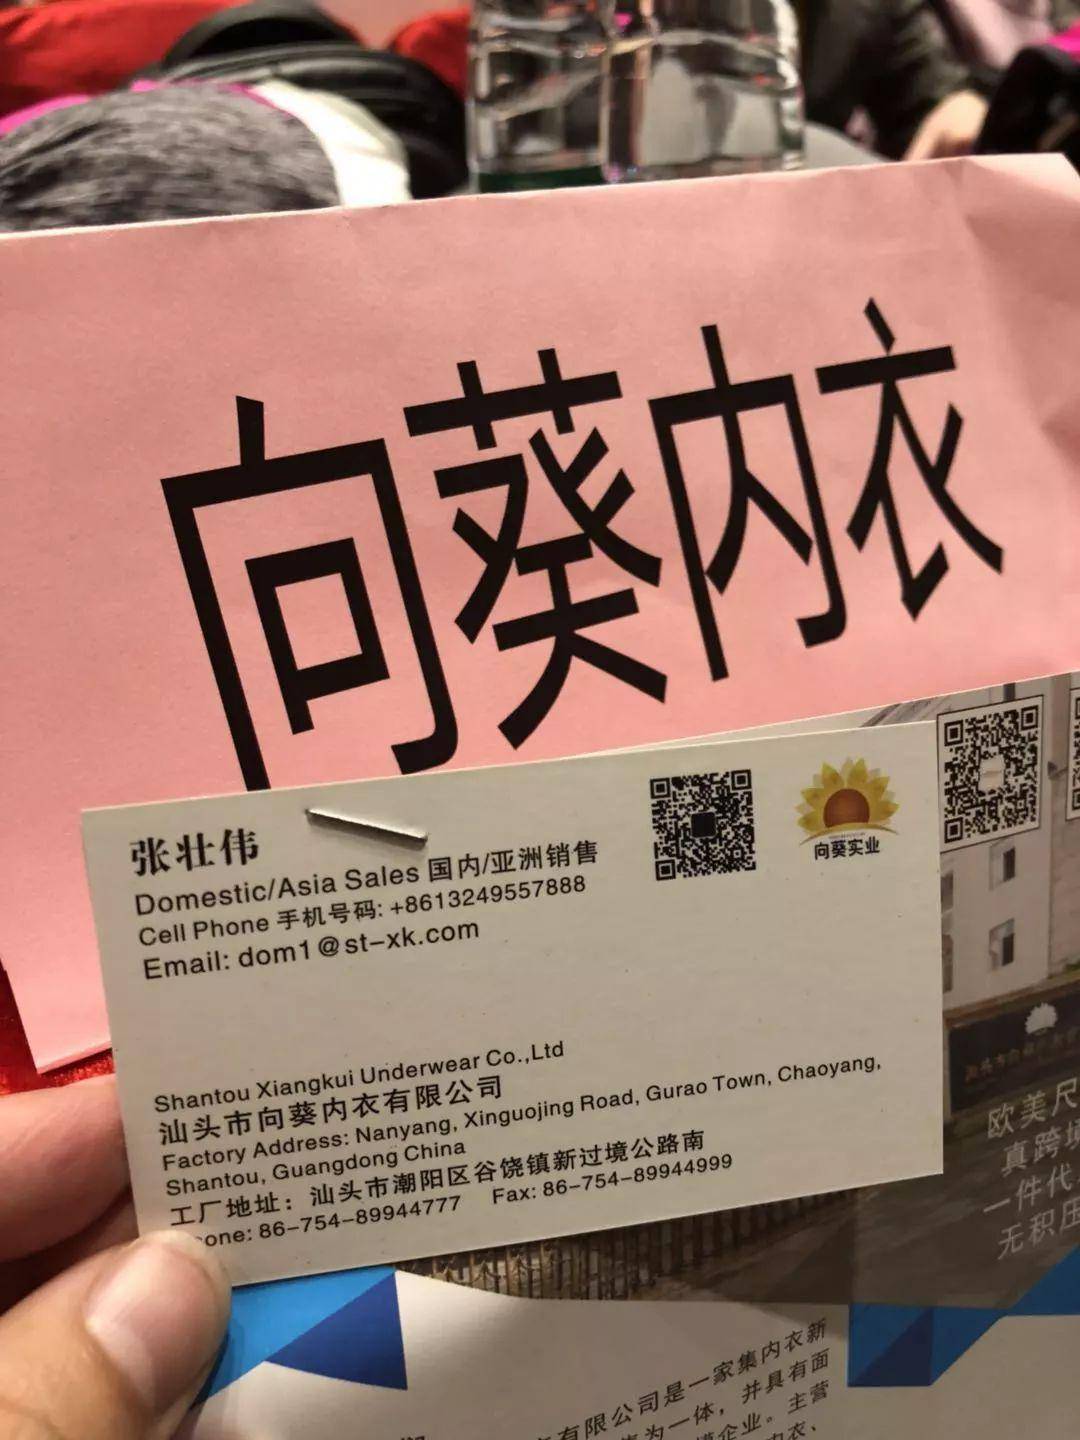 向葵内衣
张壮伟
Domestic/Asia Sales 国内/亚洲销售
Cell Phone 手机号码: +8613249557888
Email: dom1@st-xk.com
向葵实业
Shantou Xiangkui Underwear Co.,Ltd
汕头市向葵内衣有限公司
Factory Address: Nanyang, Xinguojing Road, Gurao Town, Chaoyang,
Shantou, Guangdong China
工厂地址：汕头市潮阳区谷饶镇新过境公路南
one: 86-754-89944777 Fax: 86-754-89944999
欧美尺
真跨境
一件代
无积压
有限公司是一家集内衣新
为一体，并具有面
企业。主营
内衣、